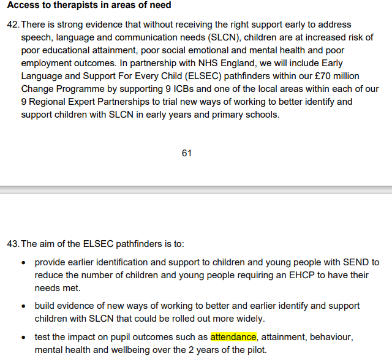 Access to therapists in areas of need
42. There is strong evidence that without receiving the right support early to address
speech, language and communication needs (SLCN), children are at increased risk of
poor educational attainment, poor social emotional and mental health and poor
employment outcomes. In partnership with NHS England, we will include Early
Language and Support For Every Child (ELSEC) pathfinders within our £70 million
Change Programme by supporting 9 ICBs and one of the local areas within each of our
9 Regional Expert Partnerships to trial new ways of working to better identify and
support children with SLCN in early years and primary schools.
61
43. The aim of the ELSEC pathfinders is to:
• provide earlier identification and support to children and young people with SEND to
reduce the number of children and young people requiring an EHCP to have their
needs met.
• build evidence of new ways of working to better and earlier identify and support
children with SLCN that could be rolled out more widely.
• test the impact on pupil outcomes such as attendance, attainment, behaviour,
mental health and wellbeing over the 2 years of the pilot.